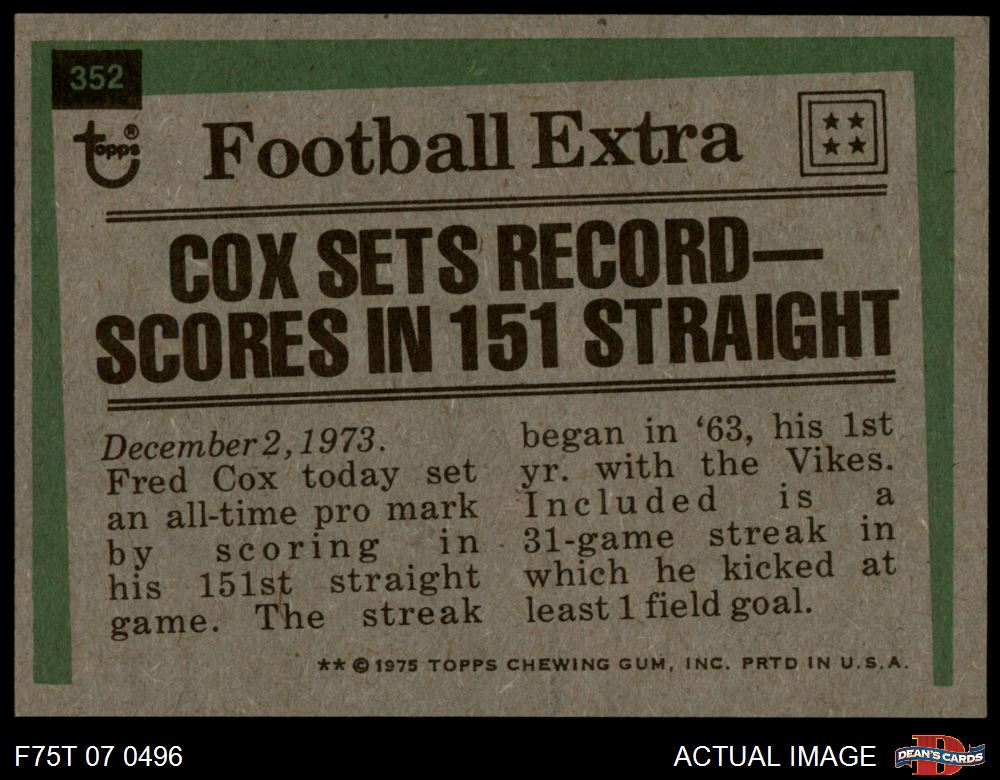 352
topps®
Football Extra
COX SETS RECORD—
SCORES IN 151 STRAIGHT
December 2, 1973.
Fred Cox today set
an all-time pro mark
by scoring in
his 151st straight
game. The streak
began in ‘63, his 1st
yr. with the Vikes.
Included is a
31-game streak in
which he kicked at
least 1 field goal.
** © 1975 TOPPS CHEWING GUM, INC. PRTD IN U.S.A.
F75T 07 0496
ACTUAL IMAGE
D
DEAN'S CARDS